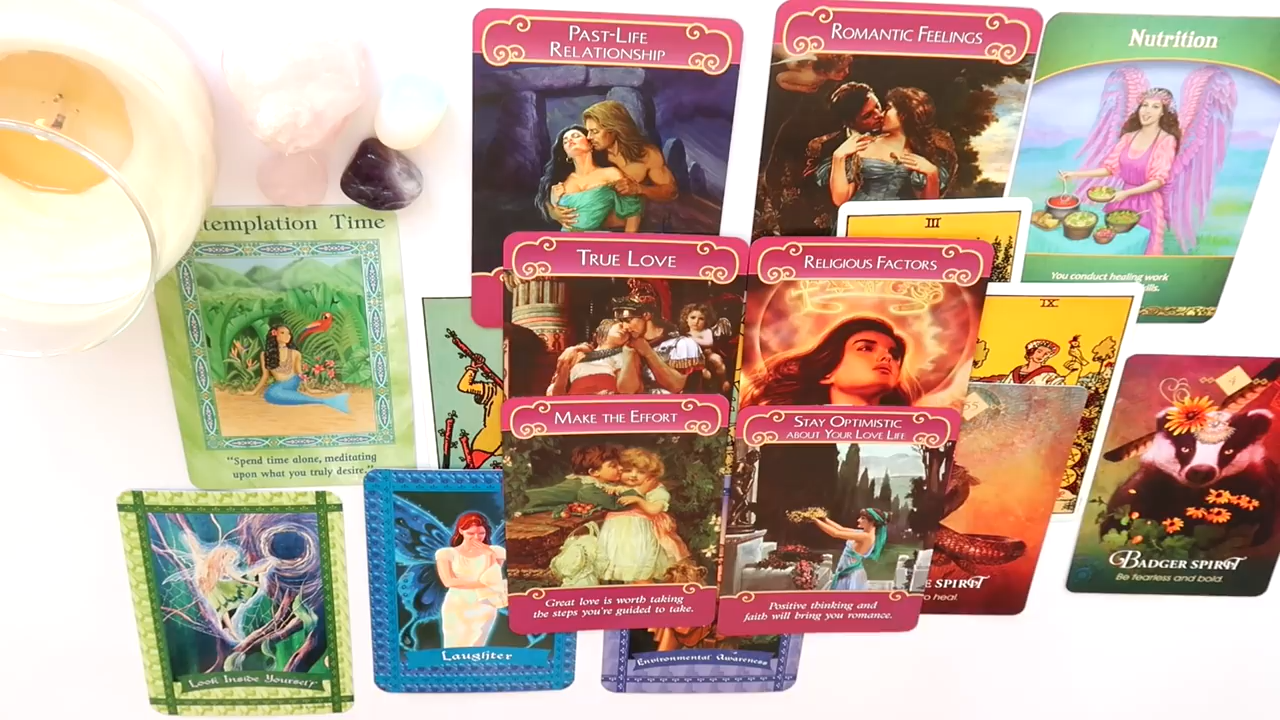 PAST-LIFE
RELATIONSHIP
ROMANTIC FEELINGS
Nutrition
You conduct healing work
III
templation Time
"Spend time alone, meditating
upon what you truly desire."
TRUE LOVE
RELIGIOUS FACTORS
IX
MAKE THE EFFORT
Great love is worth taking
the steps you're guided to take.
STAY OPTIMISTIC
ABOUT YOUR LOVE LIFE
Positive thinking and
faith will bring you romance.
55
E SPIRIT
o heal.
9
BADGER SPIRIT
Be fearless and bold.
Look Inside Yourself
Laughter
Environmental Awareness